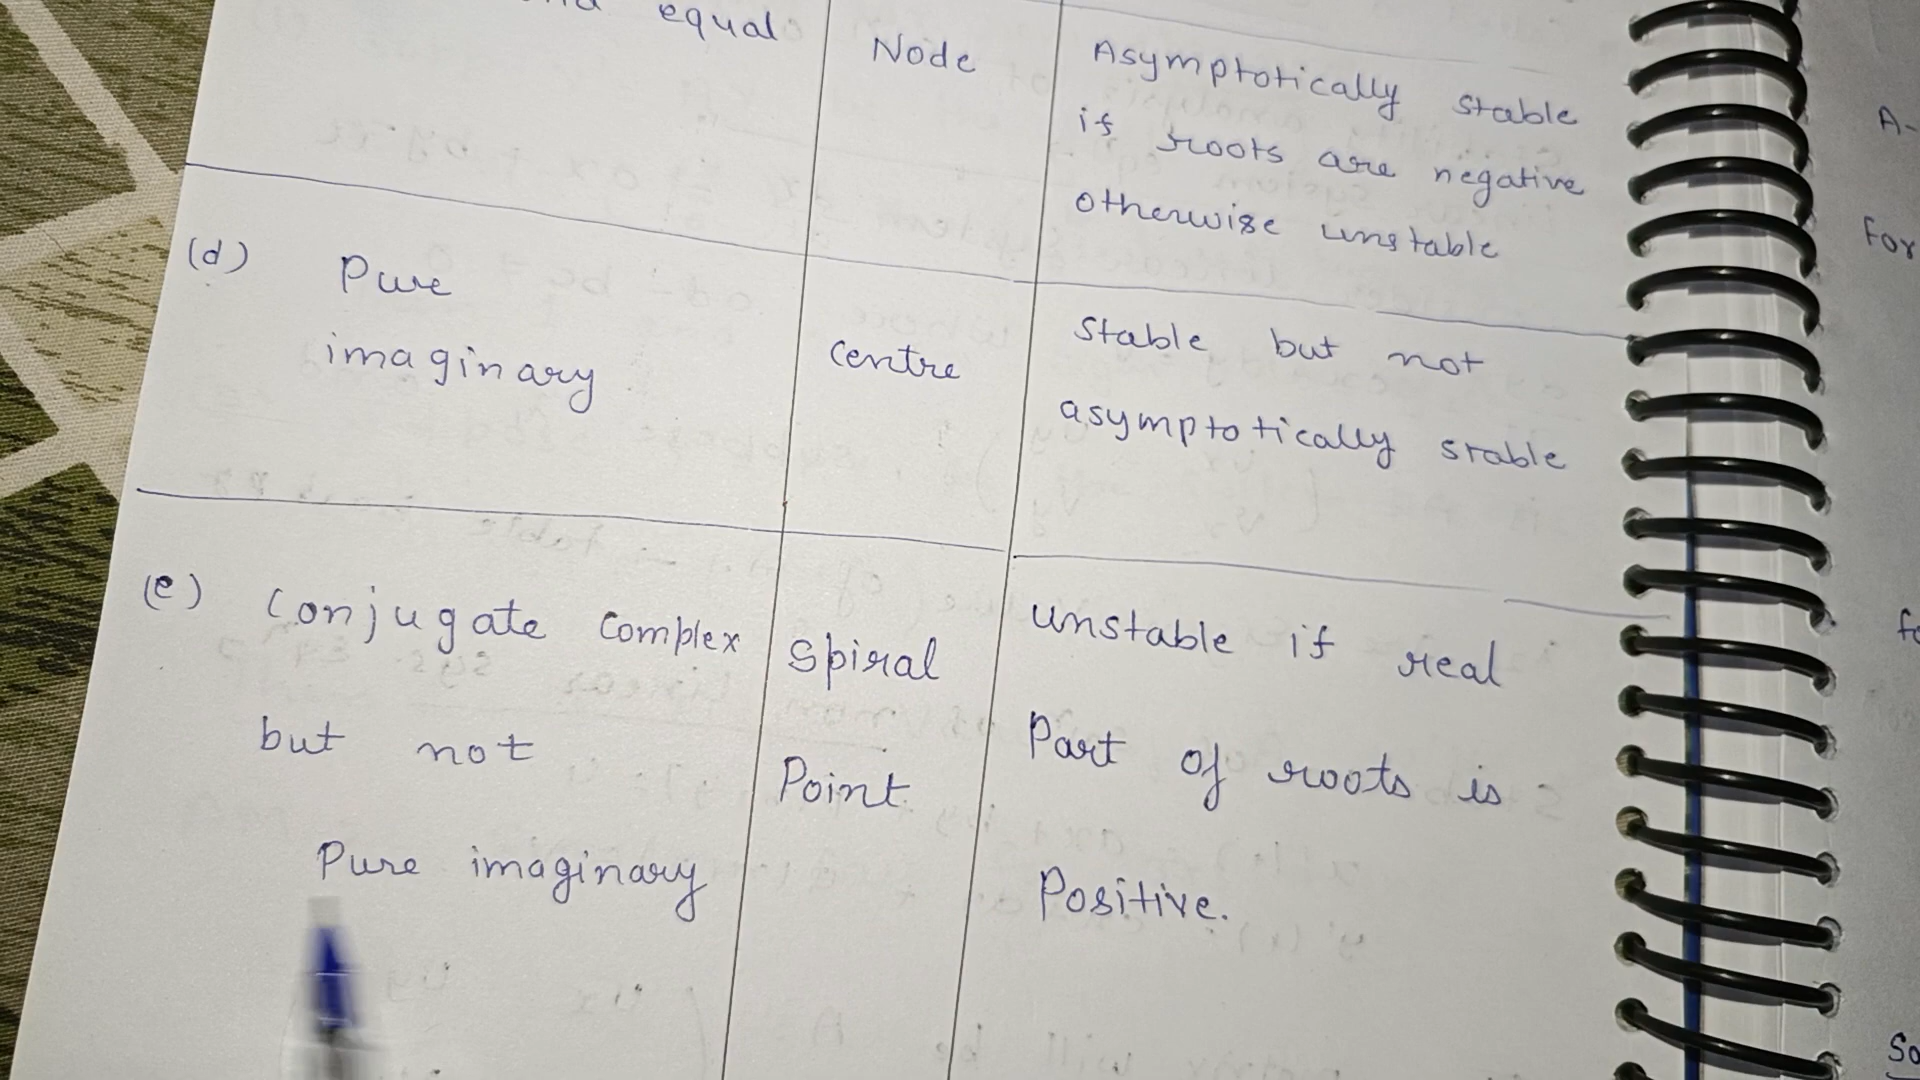 equal
Node
Asymptotically stable
if roots are negative
otherwise unstable
(d) Pure
imaginary
Centre
Stable but not
asymptotically stable
(e) Conjugate Complex
but not
Pure imaginary
Spiral
Point
unstable if real
Part of roots is
Positive.
A-
For
fo
So